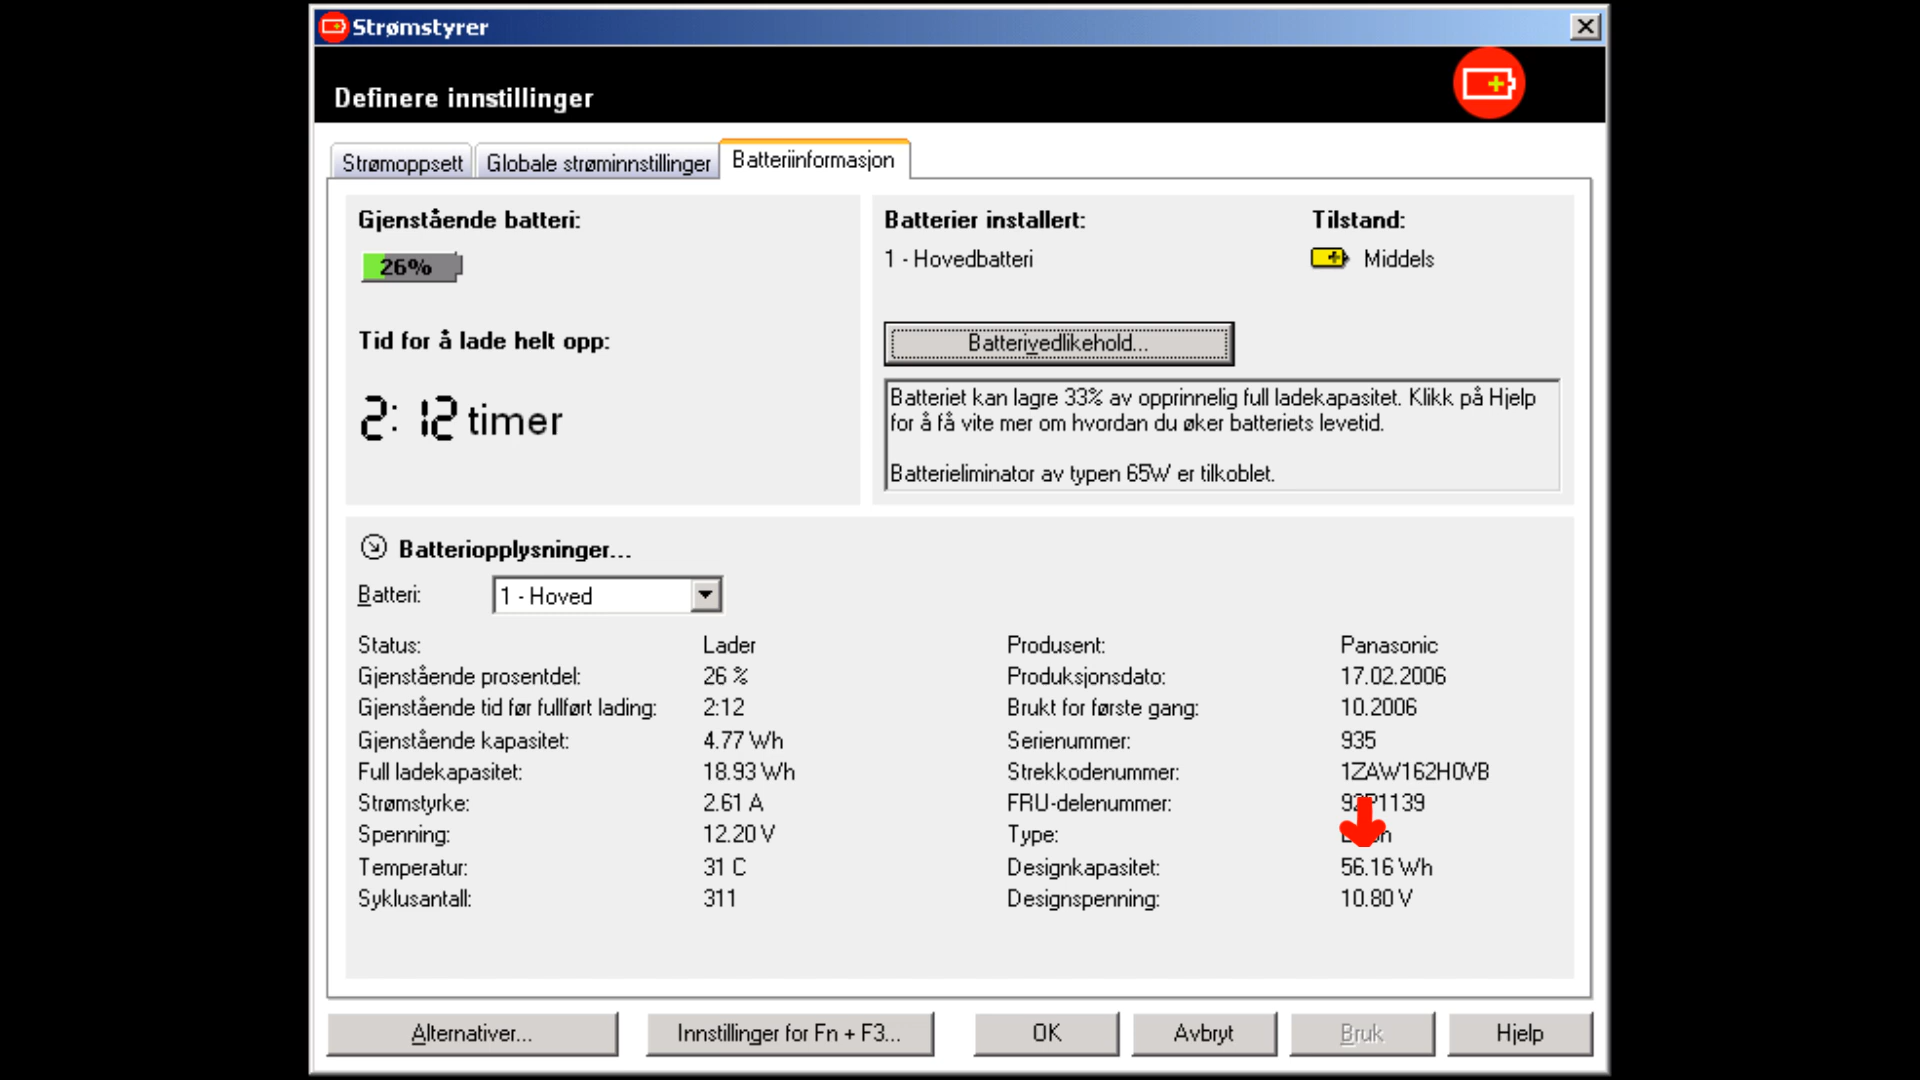 Strømstyrer
Definere innstillinger
Strømoppsett
Globale strøminnstillinger
Batteriinformasjon
Gjenstående batteri:
26%
Tid for å lade helt opp:
2:12 timer
Batterier installert:
Tilstand:
1 - Hovedbatteri
Middels
Batterivedlikehold...
Batteriet kan lagre 33% av opprinnelig full ladekapasitet. Klikk på Hjelp
for å få vite mer om hvordan du øker batteriets levetid.
Batterieliminator av typen 65W er tilkoblet.
Batteriopplysninger...
Batteri:
1 - Hoved
Status: Lader
Gjenstående prosentdel: 26 %
Gjenstående tid før fullført lading: 2:12
Gjenstående kapasitet: 4.77 Wh
Full ladekapasitet: 18.93 Wh
Strømstyrke: 2.61 A
Spenning: 12.20 V
Temperatur: 31 C
Syklusantall: 311
Produsent: Panasonic
Produksjonsdato: 17.02.2006
Brukt for første gang: 10.2006
Serienummer: 935
Strekkodenummer: 1ZAW162H0VB
FRU-delenummer:
Type:
Designkapasitet: 56.16 Wh
Designspenning: 10.80 V
Alternativer...
Innstillinger for Fn + F3...
OK
Avbryt
Bruk
Hjelp